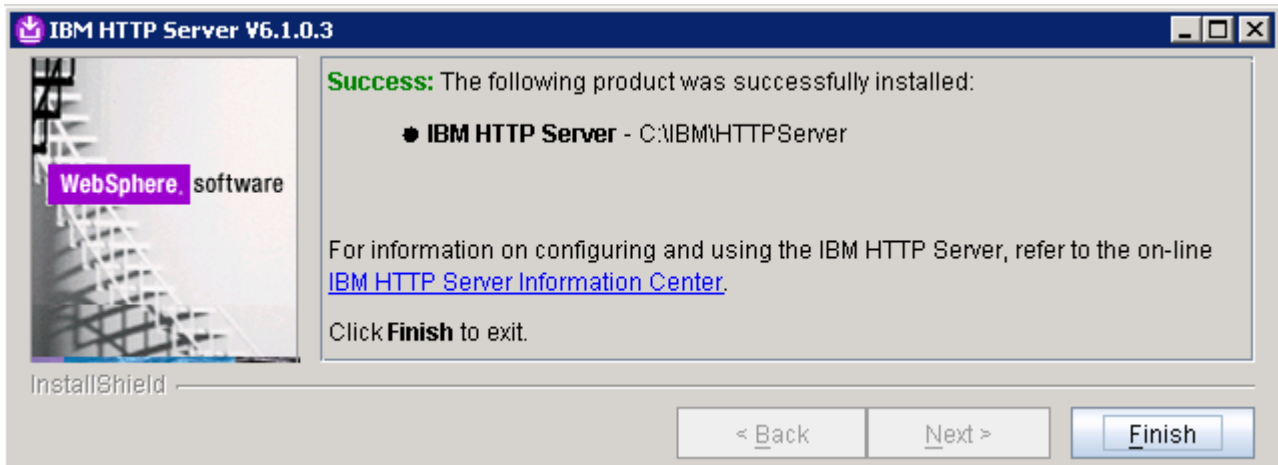 IBM HTTP Server V6.1.0.3
Success: The following product was successfully installed:
IBM HTTP Server - C:\IBM\HTTPServer
WebSphere. software
For information on configuring and using the IBM HTTP Server, refer to the on-line
IBM HTTP Server Information Center.
Click Finish to exit.
InstallShield
< Back
Next >
Finish